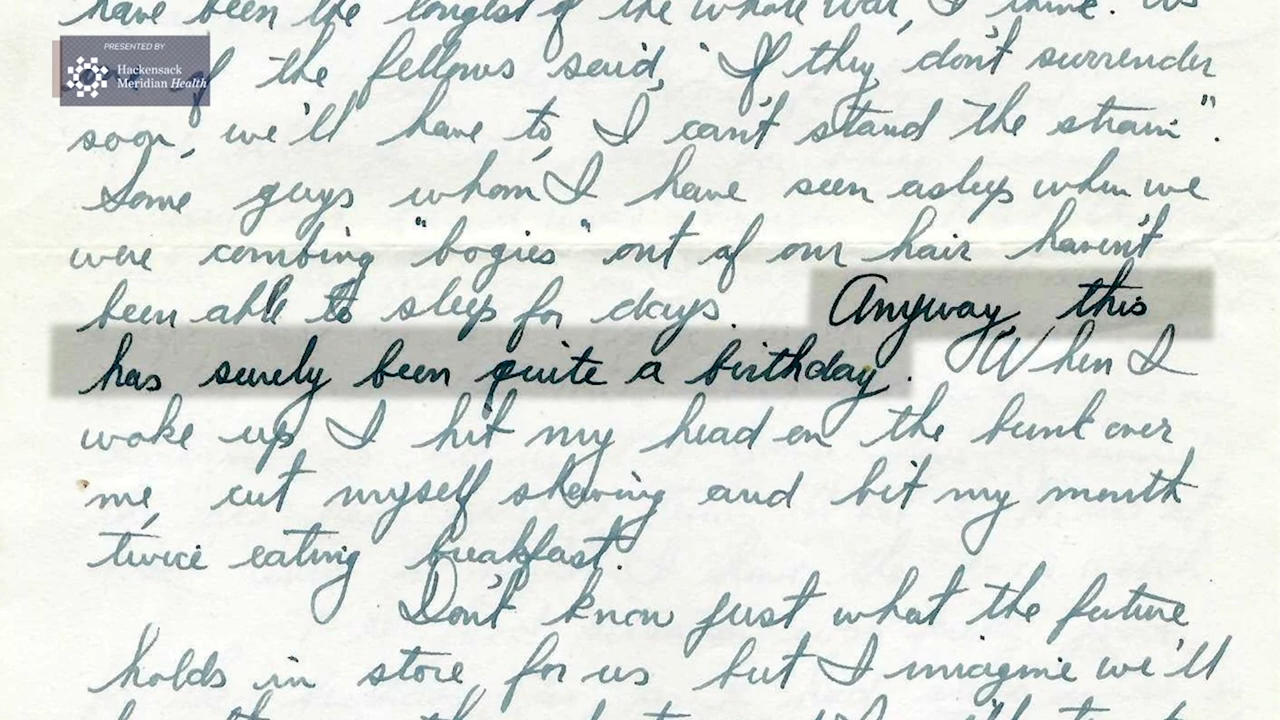 have been the longest of the whole war, I think. As
PRESENTED BY
Hackensack
Meridian Health
of the fellows said, "If they don't surrender
soon, we'll have to, I can't stand the strain".
Some guys whom I have seen asleep when we
were combing "bogies" out of our hair haven't
been able to sleep for days. Anyway this
has surely been quite a birthday. When I
woke up I hit my head on the bunk over
me, cut myself shaving and bit my mouth
twice eating breakfast.
Don't know just what the future
holds in store for us but I imagine we'll